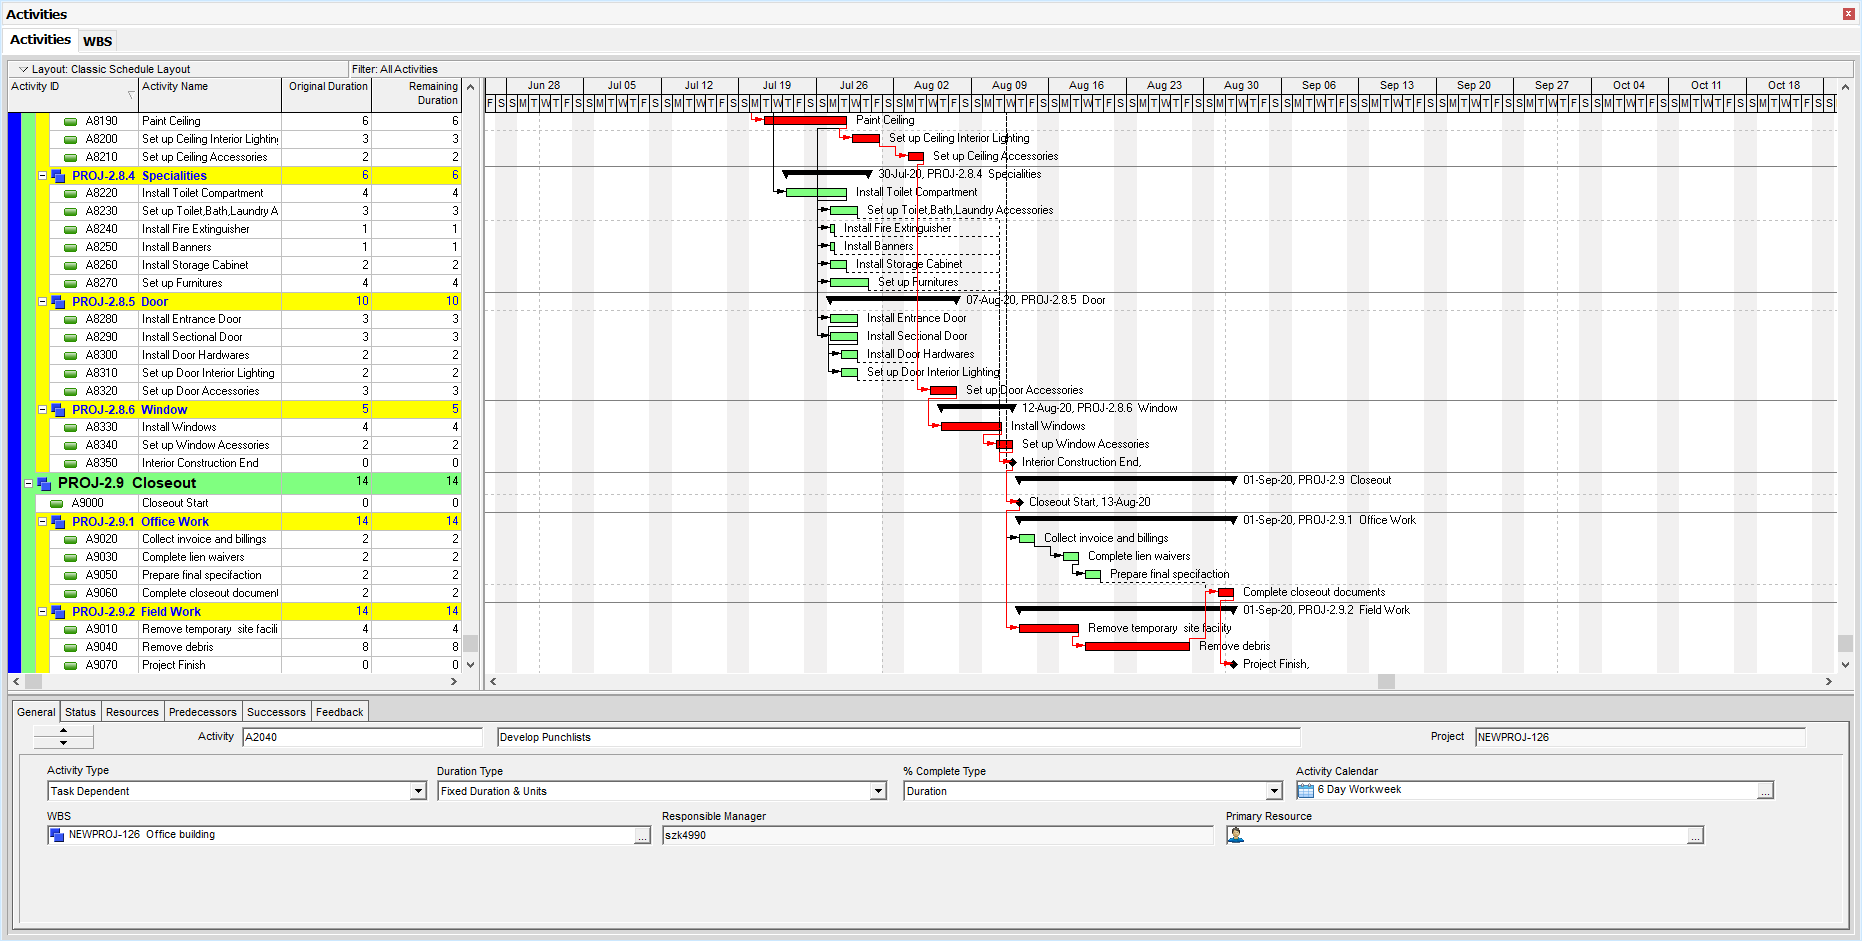 Activities
Activities WBS
Layout: Classic Schedule Layout Filter: All Activities
Activity ID Activity Name Original Duration Remaining Duration
Jun 28 Jul 05 Jul 12 Jul 19 Jul 26 Aug 02 Aug 09 Aug 16 Aug 23 Aug 30 Sep 06 Sep 13 Sep 20 Sep 27 Oct 04 Oct 11 Oct 18
F S S M T W T F S S M T W T F S S M T W T F S S M T W T F S S M T W T F S S M T W T F S S M T W T F S S M T W T F S S M T W T F S S M T W T F S S M T W T F S S M T W T F S S M T W T F S S M T W T F S S M T W T F S S M T W T F S S
A8190 Paint Ceiling 6 6 Paint Ceiling
A8200 Set up Ceiling Interior Lighting 3 3 Set up Ceiling Interior Lighting
A8210 Set up Ceiling Accessories 2 2 Set up Ceiling Accessories
PROJ-2.8.4 Specialities 6 6 30-Jul-20, PROJ-2.8.4 Specialities
A8220 Install Toilet Compartment 4 4 Install Toilet Compartment
A8230 Set up Toilet,Bath,Laundry A 3 3 Set up Toilet,Bath,Laundry Accessories
A8240 Install Fire Extinguisher 1 1 Install Fire Extinguisher
A8250 Install Banners 1 1 Install Banners
A8260 Install Storage Cabinet 2 2 Install Storage Cabinet
A8270 Set up Furnitures 4 4 Set up Furnitures
PROJ-2.8.5 Door 10 10 07-Aug-20, PROJ-2.8.5 Door
A8280 Install Entrance Door 3 3 Install Entrance Door
A8290 Install Sectional Door 3 3 Install Sectional Door
A8300 Install Door Hardwares 2 2 Install Door Hardwares
A8310 Set up Door Interior Lighting 2 2 Set up Door Interior Lighting
A8320 Set up Door Accessories 3 3 Set up Door Accessories
PROJ-2.8.6 Window 5 5 12-Aug-20, PROJ-2.8.6 Window
A8330 Install Windows 4 4 Install Windows
A8340 Set up Window Acessories 2 2 Set up Window Acessories
A8350 Interior Construction End 0 0 Interior Construction End,
PROJ-2.9 Closeout 14 14 01-Sep-20, PROJ-2.9 Closeout
A9000 Closeout Start 0 0 Closeout Start, 13-Aug-20
PROJ-2.9.1 Office Work 14 14 01-Sep-20, PROJ-2.9.1 Office Work
A9020 Collect invoice and billings 2 2 Collect invoice and billings
A9030 Complete lien waivers 2 2 Complete lien waivers
A9050 Prepare final specifaction 2 2 Prepare final specifaction
A9060 Complete closeout document 2 2 Complete closeout documents
PROJ-2.9.2 Field Work 14 14 01-Sep-20, PROJ-2.9.2 Field Work
A9010 Remove temporary site facili 4 4 Remove temporary site facility
A9040 Remove debris 8 8 Remove debris
A9070 Project Finish 0 0 Project Finish,
General Status Resources Predecessors Successors Feedback
Activity A2040 Develop Punchlists Project NEWPROJ-126
Activity Type Duration Type % Complete Type Activity Calendar
Task Dependent Fixed Duration & Units Duration 6 Day Workweek ...
WBS Responsible Manager Primary Resource
NEWPROJ-126 Office building ... szk4990 ...